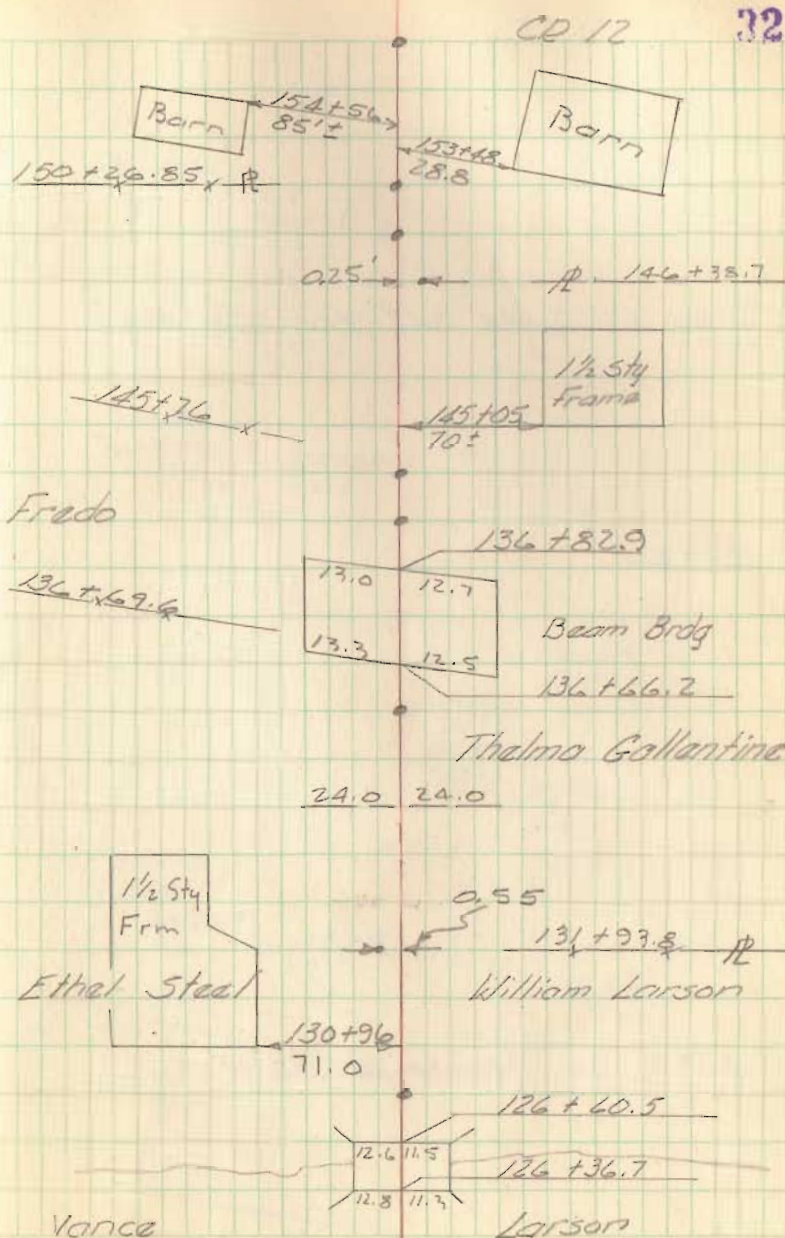 CR 12
32
Barn
154+56
85'±
Barn
153+48
28.8
150+26.85 PL
0.25'
PL 146+38.7
1½ Sty
Frame
145+76
145+05
70±
Fredo
136+82.9
13.0 12.7
136+69.6
Beam Brdg
13.3 12.5
136+66.2
Thelma Gallentine
24.0 24.0
1½ Sty
Frm
0.55
131+93.8 PL
Ethel Steel
William Larson
130+96
71.0
126+60.5
12.6 11.5
126+36.7
12.8 11.3
Vance
Larson